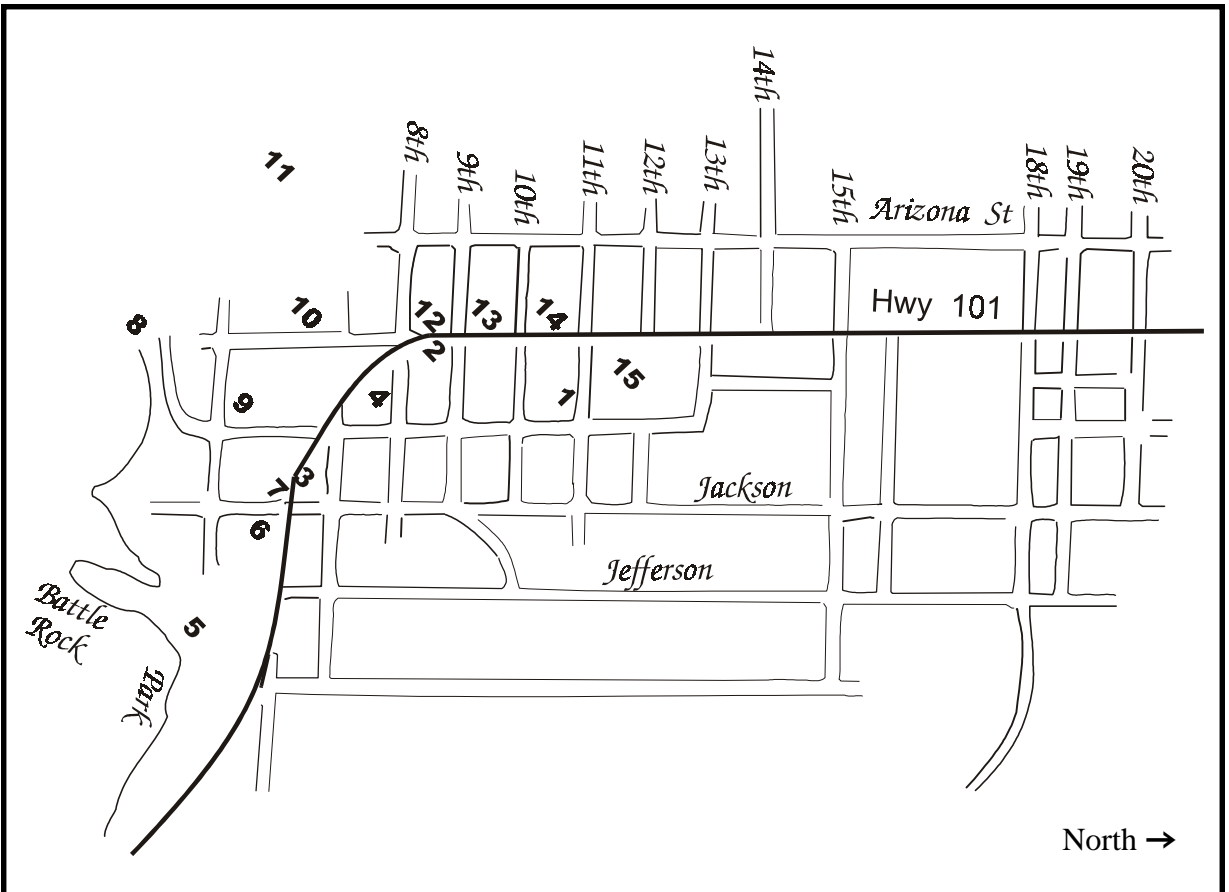 14th
8th
9th
10th
11th
12th
13th
15th
18th
19th
20th
11
Arizona St
8
10
12
13
14
Hwy 101
2
9
4
1
15
7
3
Jackson
6
Jefferson
Battle
Rock
5
Park
North →